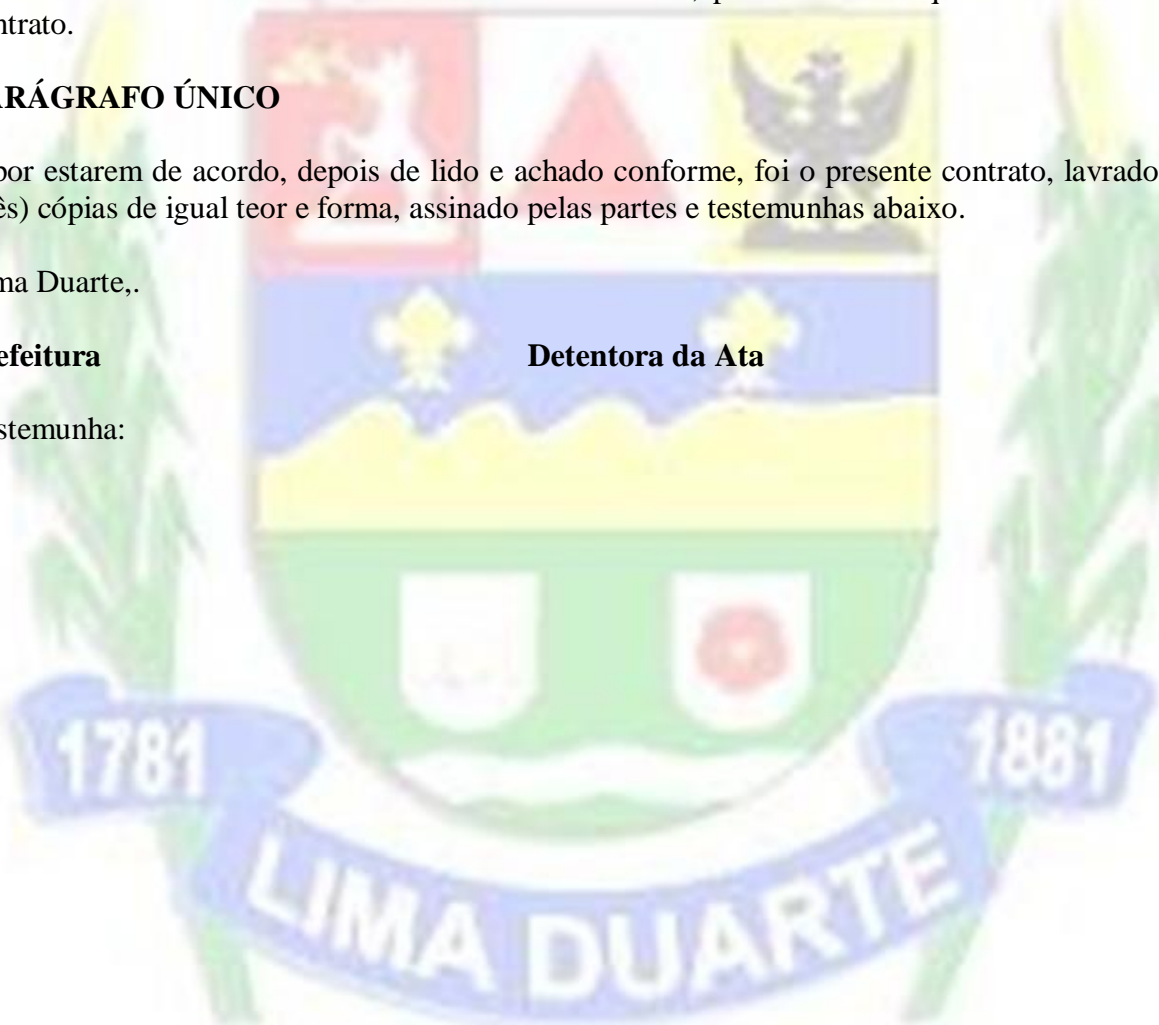 ntrato.
ARÁGRAFO ÚNICO
por estarem de acordo, depois de lido e achado conforme, foi o presente contrato, lavrado
ês) cópias de igual teor e forma, assinado pelas partes e testemunhas abaixo.
ma Duarte,.
efeitura Detentora da Ata
stemunha:
1781 1881
LIMA DUARTE